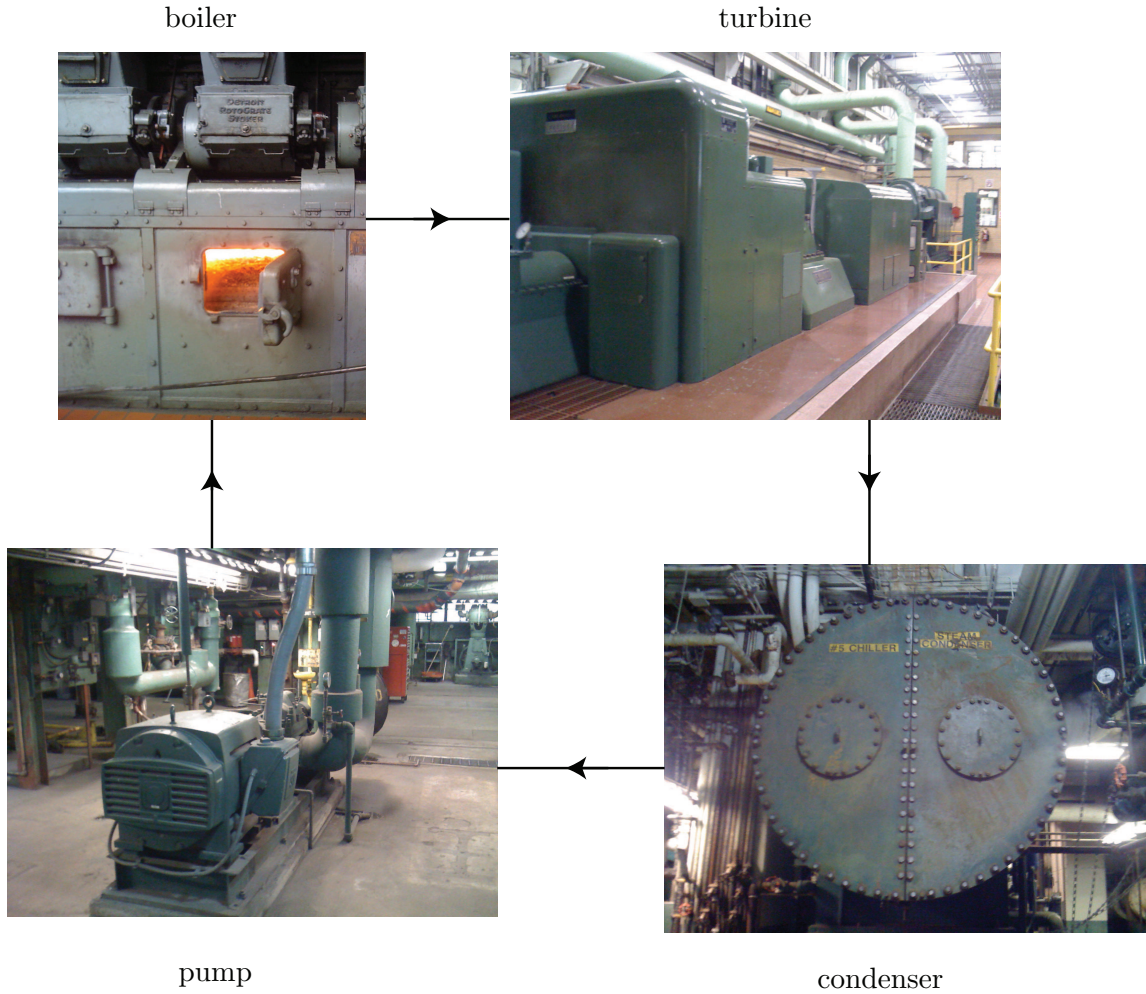 boiler
turbine
DETROIT
ROTOGRATE
STOKER
#5 CHILLER
STEAM
CONDENSER
pump
condenser